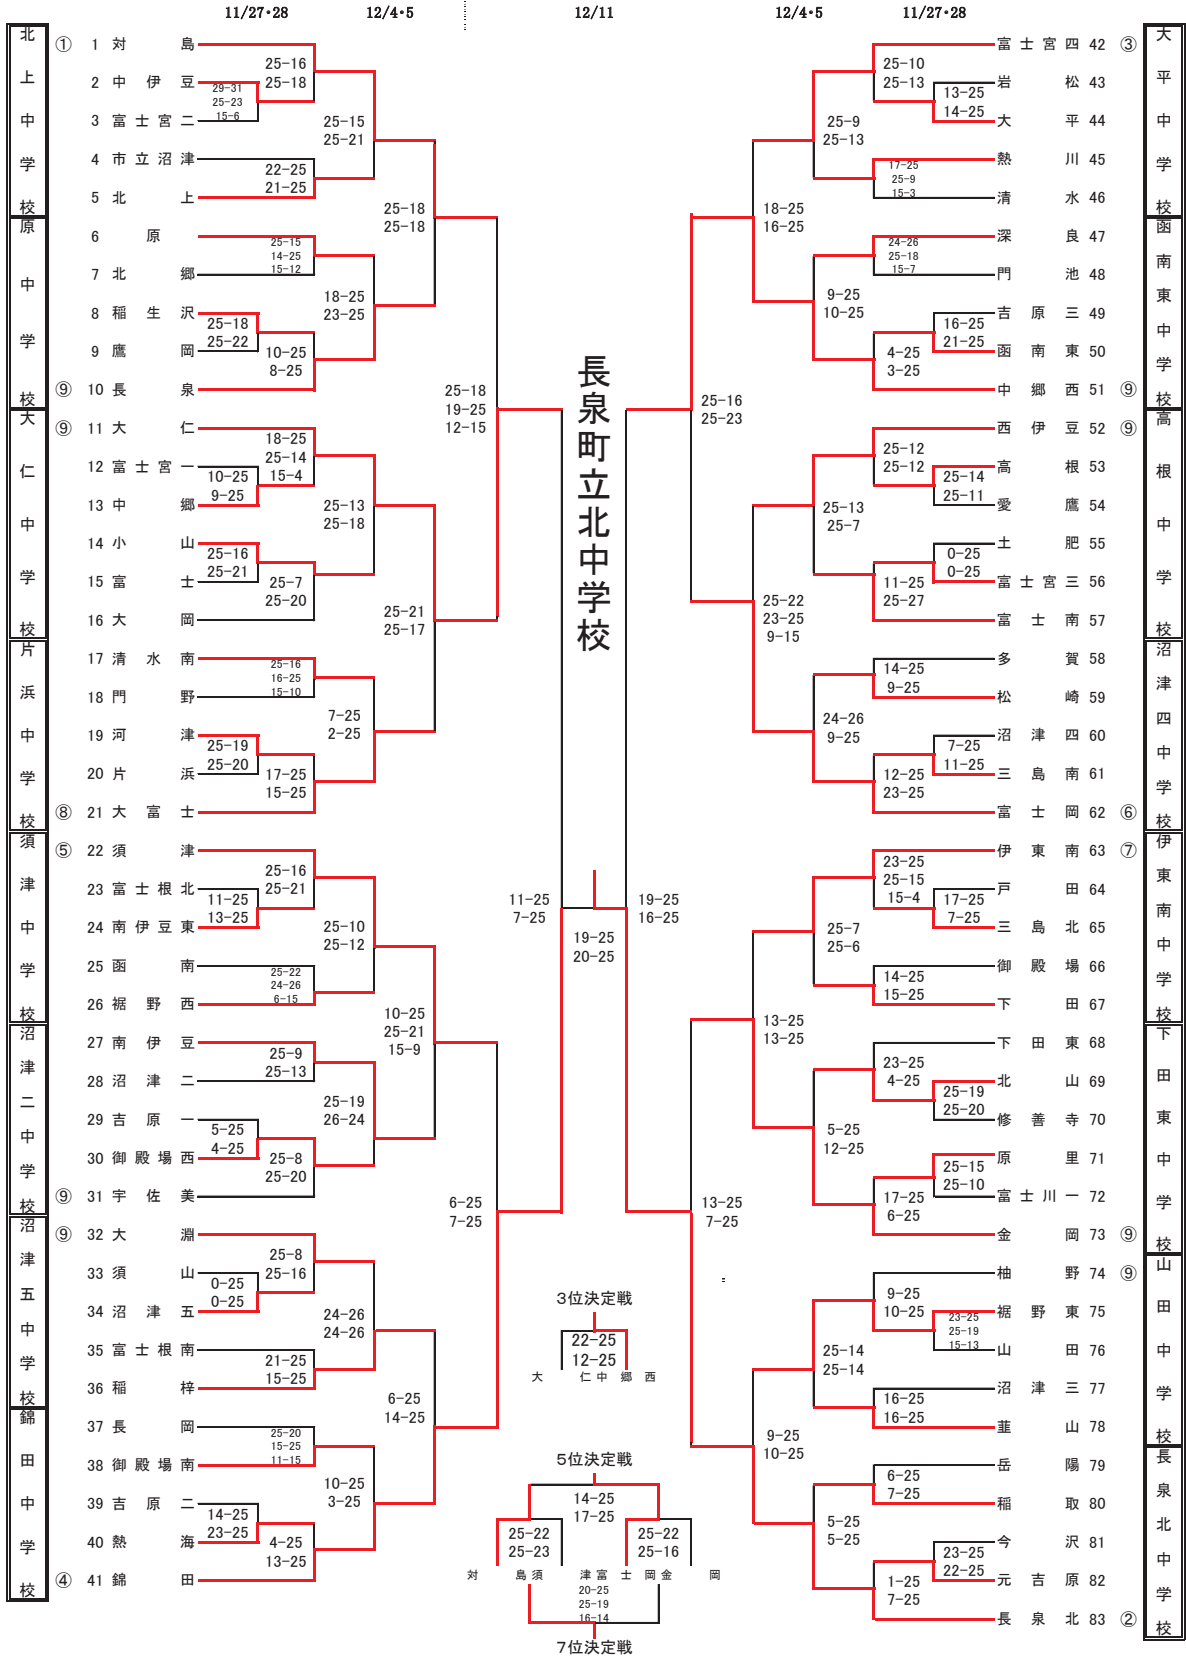 11/27・28 12/4・5 12/11 12/4・5 11/27・28
北上中学校
① 1 対島
25-16
25-18
2 中伊豆
29-31
25-23
15-6
3 富士宮二
25-15
25-21
4 市立沼津
22-25
21-25
5 北上
25-18
25-18
原中学校
6 原
25-15
14-25
15-12
7 北郷
18-25
23-25
8 稲生沢
25-18
25-22
9 鷹岡
10-25
8-25
⑨ 10 長泉
25-18
19-25
12-15
大仁中学校
⑨ 11 大仁
18-25
25-14
15-4
12 富士宮一
10-25
9-25
13 中郷
25-13
25-18
14 小山
25-16
25-21
15 富士
25-7
25-20
16 大岡
25-21
25-17
片浜中学校
17 清水南
25-16
16-25
15-10
18 門野
7-25
2-25
19 河津
25-19
25-20
20 片浜
17-25
15-25
⑧ 21 大富士
11-25
7-25
須津中学校
⑤ 22 須津
25-16
25-21
23 富士根北
11-25
13-25
24 南伊豆東
25-10
25-12
25 函南
25-22
24-26
6-15
26 裾野西
10-25
25-21
15-9
沼津二中学校
27 南伊豆
25-9
25-13
28 沼津二
25-19
26-24
29 吉原一
5-25
4-25
30 御殿場西
25-8
25-20
⑨ 31 宇佐美
6-25
7-25
沼津五中学校
⑨ 32 大淵
25-8
25-16
33 須山
0-25
0-25
34 沼津五
24-26
24-26
35 富士根南
21-25
15-25
36 稲梓
6-25
14-25
錦田中学校
37 長岡
25-20
15-25
11-15
38 御殿場南
10-25
3-25
39 吉原二
14-25
23-25
40 熱海
4-25
13-25
④ 41 錦田
長泉町立北中学校
19-25
20-25
3位決定戦
22-25
12-25
大仁 中郷西
5位決定戦
14-25
17-25
25-22
25-23
25-22
25-16
対島 須津 富士岡 金岡
20-25
25-19
16-14
7位決定戦
大平中学校
富士宮四 42 ③
25-10
25-13
岩松 43
13-25
14-25
大平 44
25-9
25-13
熱川 45
17-25
25-9
15-3
清水 46
18-25
16-25
函南東中学校
深良 47
24-26
25-18
15-7
門池 48
9-25
10-25
吉原三 49
16-25
21-25
函南東 50
4-25
3-25
中郷西 51 ⑨
25-16
25-23
高根中学校
西伊豆 52 ⑨
25-12
25-12
高根 53
25-14
25-11
愛鷹 54
25-13
25-7
土肥 55
0-25
0-25
富士宮三 56
11-25
25-27
富士南 57
25-22
23-25
9-15
沼津四中学校
多賀 58
14-25
9-25
松崎 59
24-26
9-25
沼津四 60
7-25
11-25
三島南 61
12-25
23-25
富士岡 62 ⑥
19-25
16-25
伊東南中学校
伊東南 63 ⑦
23-25
25-15
15-4
戸田 64
17-25
7-25
三島北 65
25-7
25-6
御殿場 66
14-25
15-25
下田 67
13-25
13-25
下田東中学校
下田東 68
23-25
4-25
北山 69
25-19
25-20
修善寺 70
5-25
12-25
原里 71
25-15
25-10
富士川一 72
17-25
6-25
金岡 73 ⑨
13-25
7-25
山田中学校
柚野 74 ⑨
9-25
10-25
裾野東 75
23-25
25-19
15-13
山田 76
25-14
25-14
沼津三 77
16-25
16-25
韮山 78
9-25
10-25
長泉北中学校
岳陽 79
6-25
7-25
稲取 80
5-25
5-25
今沢 81
23-25
22-25
元吉原 82
1-25
7-25
長泉北 83 ②